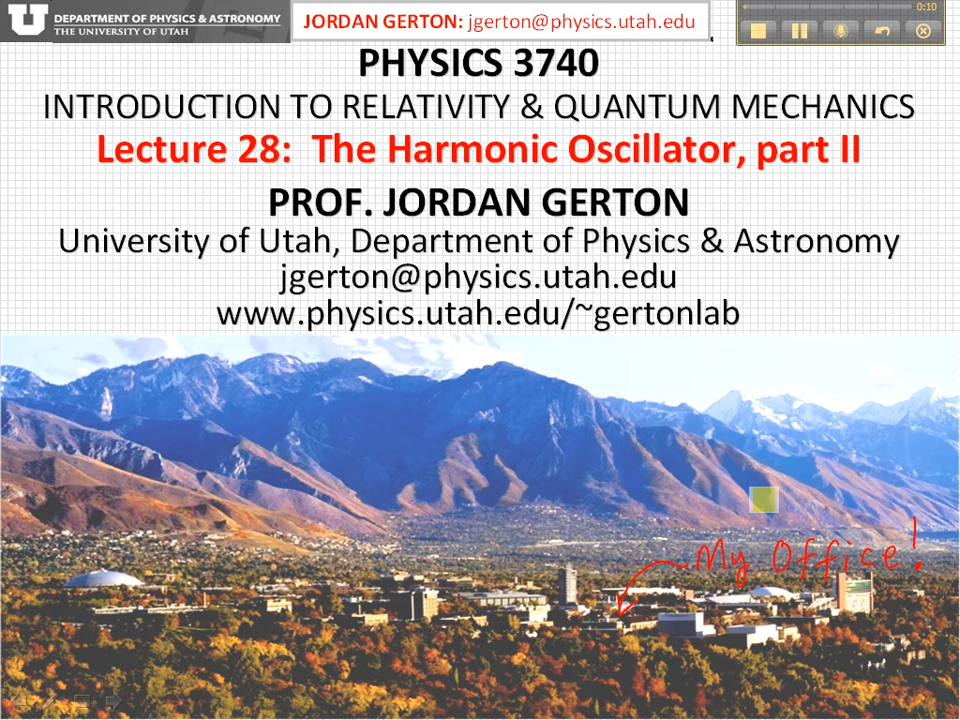 U
DEPARTMENT OF PHYSICS & ASTRONOMY
THE UNIVERSITY OF UTAH
JORDAN GERTON: jgerton@physics.utah.edu
0:10
PHYSICS 3740
INTRODUCTION TO RELATIVITY & QUANTUM MECHANICS
Lecture 28: The Harmonic Oscillator, part II
PROF. JORDAN GERTON
University of Utah, Department of Physics & Astronomy
jgerton@physics.utah.edu
www.physics.utah.edu/~gertonlab
My Office!